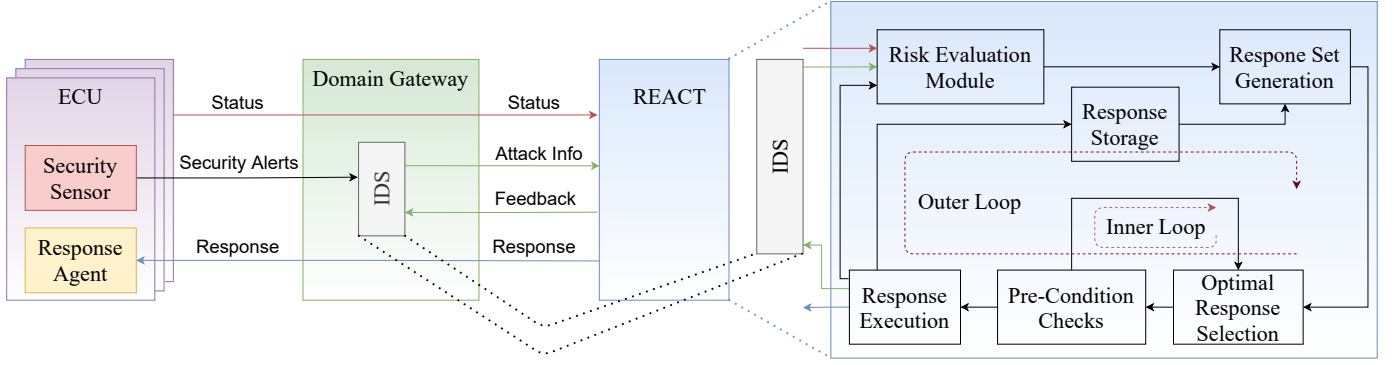 ECU
Security
Sensor
Response
Agent
Status
Security Alerts
Response
Domain Gateway
IDS
Status
Attack Info
Feedback
Response
REACT
IDS
Risk Evaluation
Module
Respone Set
Generation
Response
Storage
Outer Loop
Inner Loop
Response
Execution
Pre-Condition
Checks
Optimal
Response
Selection